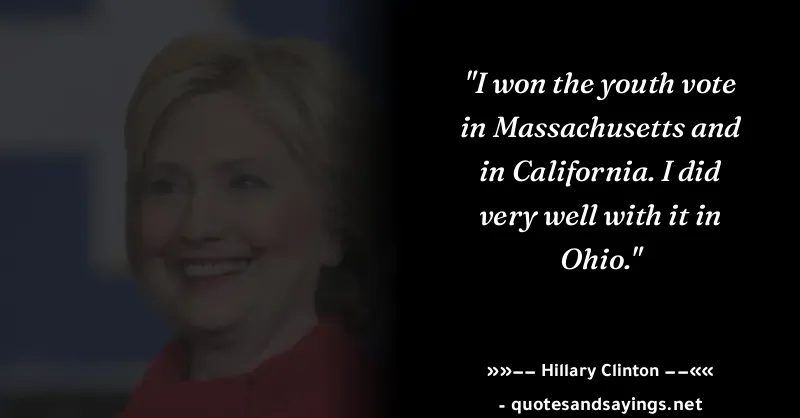 "I won the youth vote
in Massachusetts and
in California. I did
very well with it in
Ohio."
»»–– Hillary Clinton ––««
- quotesandsayings.net